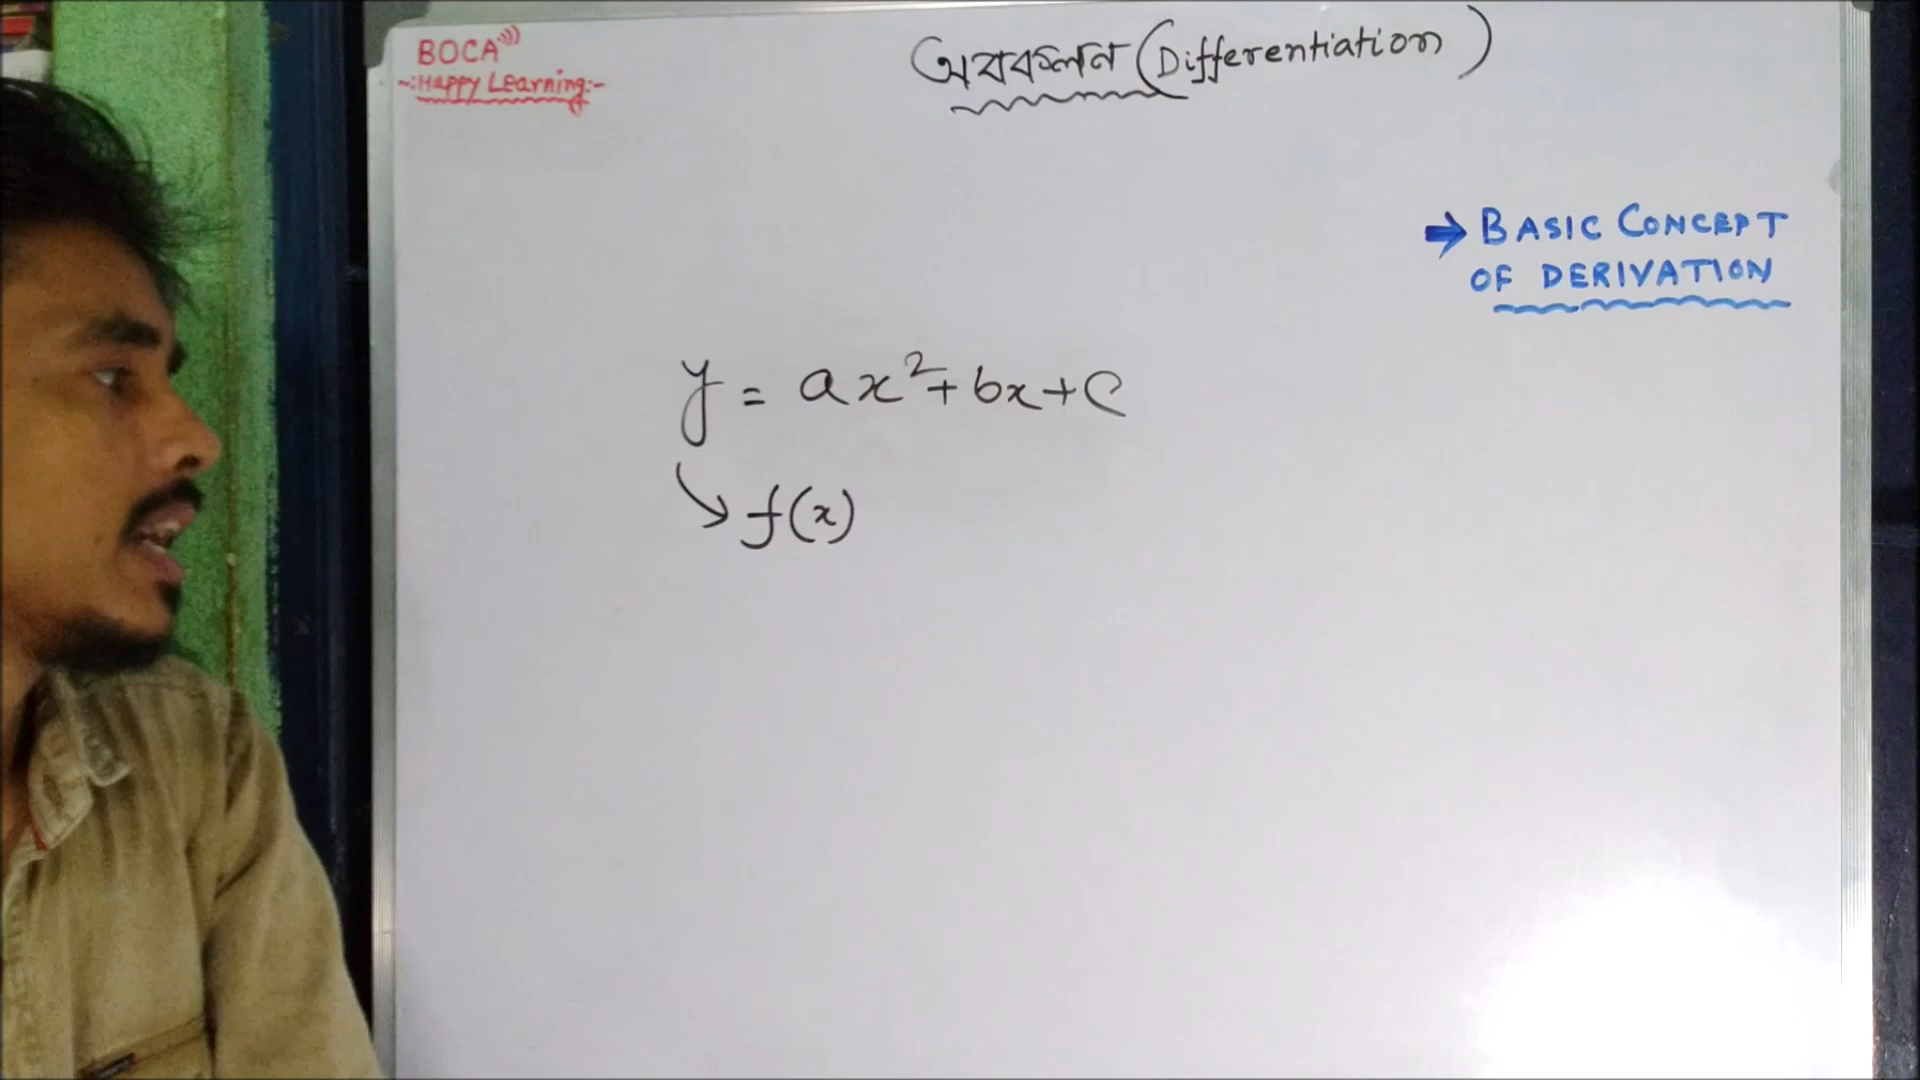 BOCA
~:Happy Learning:~
অবকলন (Differentiation)
→ BASIC CONCEPT
OF DERIVATION
y = ax²+bx+c
↘ f(x)